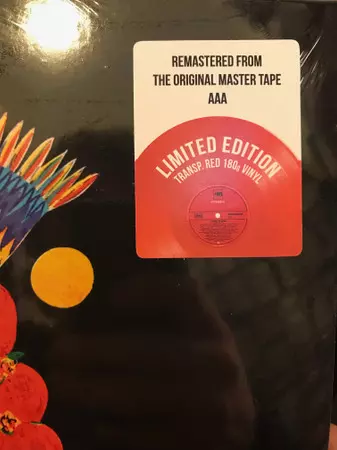 REMASTERED FROM
THE ORIGINAL MASTER TAPE
AAA
LIMITED EDITION
TRANSP. RED 180g VINYL